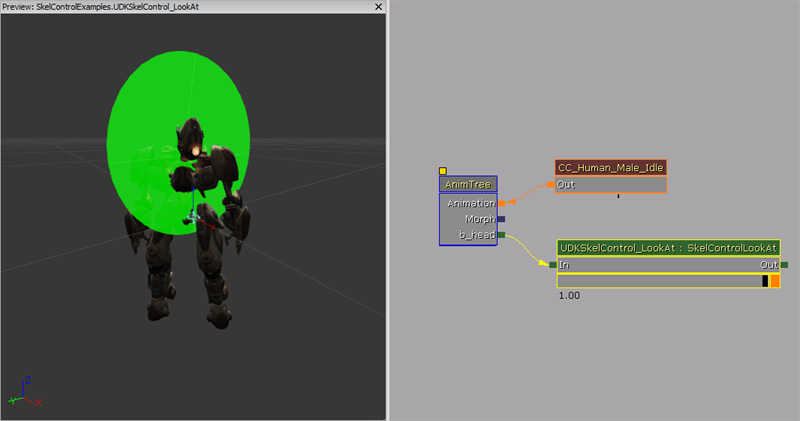 Preview: SkelControlExamples.UDKSkelControl_LookAt
Z
Y
X
AnimTree
Animation
Morph
b_head
CC_Human_Male_Idle
Out
UDKSkelControl_LookAt : SkelControlLookAt
In
Out
1.00